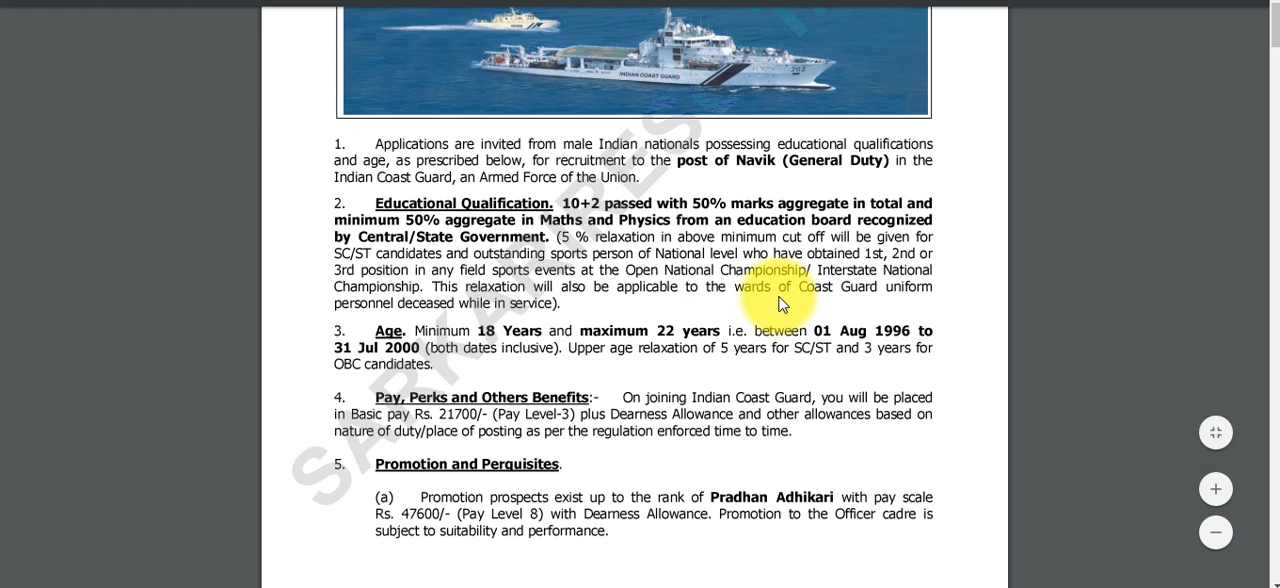 INDIAN COAST GUARD
202
1. Applications are invited from male Indian nationals possessing educational qualifications
and age, as prescribed below, for recruitment to the post of Navik (General Duty) in the
Indian Coast Guard, an Armed Force of the Union.
2. Educational Qualification. 10+2 passed with 50% marks aggregate in total and
minimum 50% aggregate in Maths and Physics from an education board recognized
by Central/State Government. (5 % relaxation in above minimum cut off will be given for
SC/ST candidates and outstanding sports person of National level who have obtained 1st, 2nd or
3rd position in any field sports events at the Open National Championship/ Interstate National
Championship. This relaxation will also be applicable to the wards of Coast Guard uniform
personnel deceased while in service).
3. Age. Minimum 18 Years and maximum 22 years i.e. between 01 Aug 1996 to
31 Jul 2000 (both dates inclusive). Upper age relaxation of 5 years for SC/ST and 3 years for
OBC candidates.
4. Pay, Perks and Others Benefits:- On joining Indian Coast Guard, you will be placed
in Basic pay Rs. 21700/- (Pay Level-3) plus Dearness Allowance and other allowances based on
nature of duty/place of posting as per the regulation enforced time to time.
5. Promotion and Perquisites.
(a) Promotion prospects exist up to the rank of Pradhan Adhikari with pay scale
Rs. 47600/- (Pay Level 8) with Dearness Allowance. Promotion to the Officer cadre is
subject to suitability and performance.
SARKARIRES